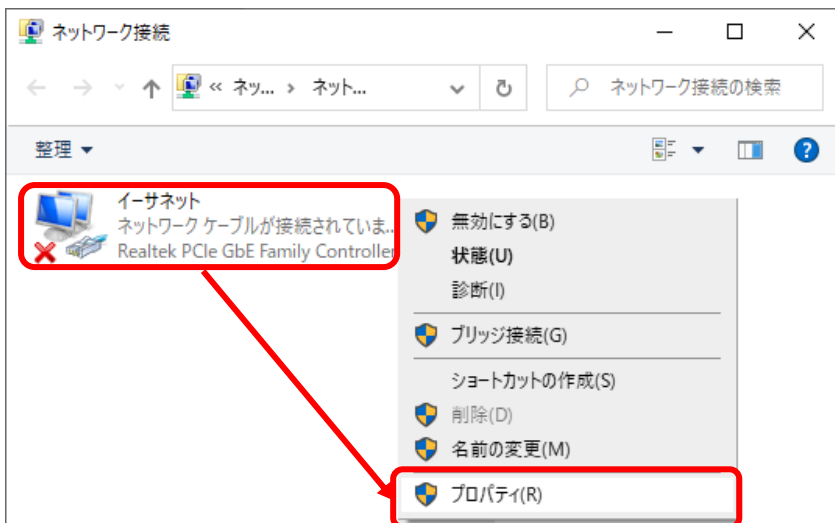 ネットワーク接続
« ネッ... › ネット...
ネットワーク接続の検索
整理
イーサネット
ネットワーク ケーブルが接続されていま...
Realtek PCIe GbE Family Controller
無効にする(B)
状態(U)
診断(I)
ブリッジ接続(G)
ショートカットの作成(S)
削除(D)
名前の変更(M)
プロパティ(R)